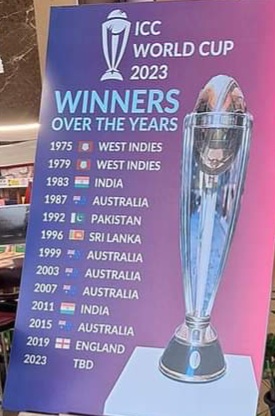 ICC
WORLD CUP
2023
WINNERS
OVER THE YEARS
1975 WEST INDIES
1979 WEST INDIES
1983 INDIA
1987 AUSTRALIA
1992 PAKISTAN
1996 SRI LANKA
1999 AUSTRALIA
2003 AUSTRALIA
2007 AUSTRALIA
2011 INDIA
2015 AUSTRALIA
2019 ENGLAND
2023 TBD